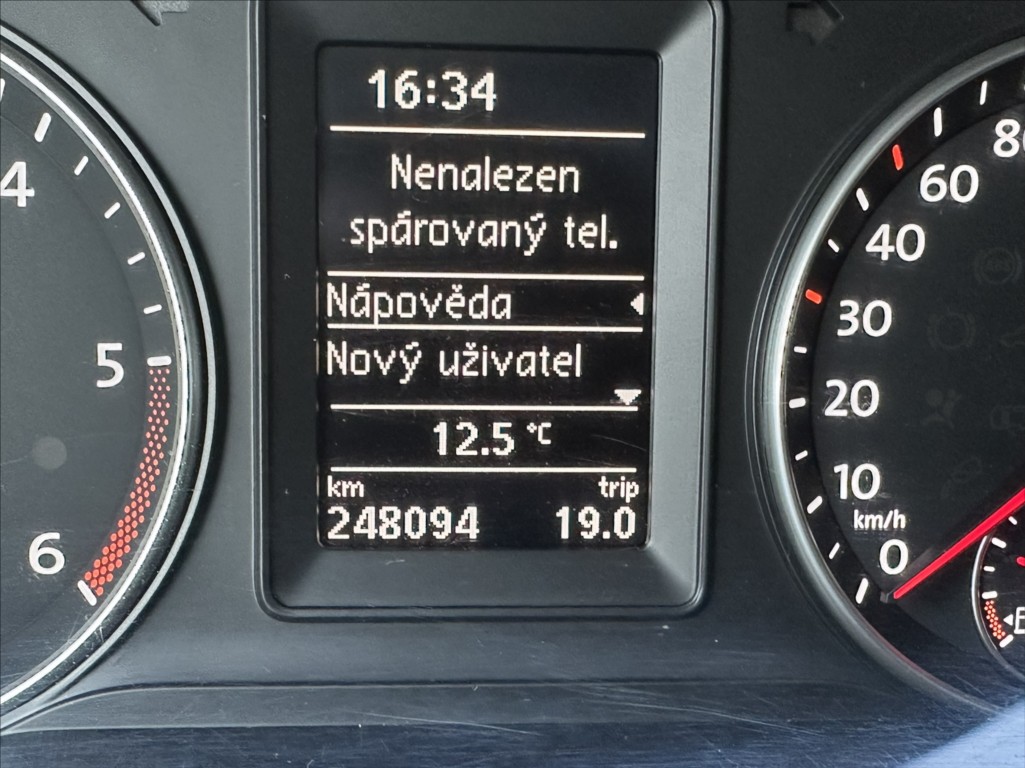 16:34
Nenalezen
spárovaný tel.
Nápověda
Nový uživatel
12.5 °C
km trip
248094 19.0
4
5
6
80
60
40
30
20
10
km/h
0